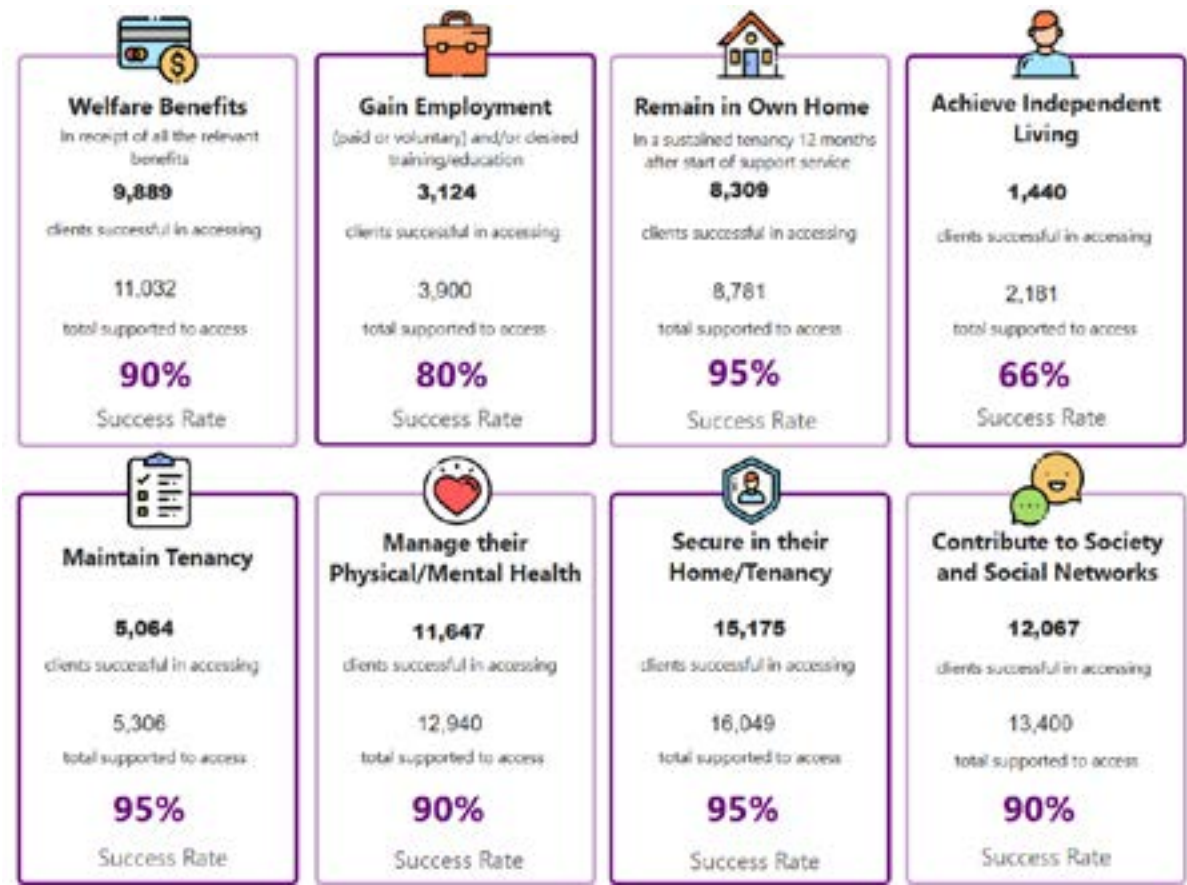 Welfare Benefits
In receipt of all the relevant
benefits
9,889
clients successful in accessing
11,032
total supported to access
90%
Success Rate
Gain Employment
(paid or voluntary) and/or desired
training/education
3,124
clients successful in accessing
3,900
total supported to access
80%
Success Rate
Remain in Own Home
In a sustained tenancy 12 months
after start of support service
8,309
clients successful in accessing
8,781
total supported to access
95%
Success Rate
Achieve Independent
Living
1,440
clients successful in accessing
2,181
total supported to access
66%
Success Rate
Maintain Tenancy
5,064
clients successful in accessing
5,306
total supported to access
95%
Success Rate
Manage their
Physical/Mental Health
11,647
clients successful in accessing
12,940
total supported to access
90%
Success Rate
Secure in their
Home/Tenancy
15,175
clients successful in accessing
16,049
total supported to access
95%
Success Rate
Contribute to Society
and Social Networks
12,067
clients successful in accessing
13,400
total supported to access
90%
Success Rate